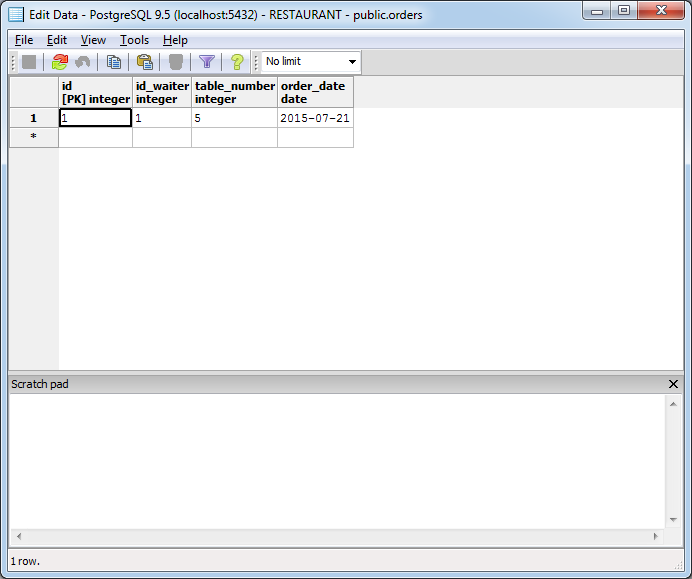 Edit Data - PostgreSQL 9.5 (localhost:5432) - RESTAURANT - public.orders
File Edit View Tools Help
No limit
id id_waiter table_number order_date
[PK] integer integer integer date
1 1 1 5 2015-07-21
*
Scratch pad
1 row.